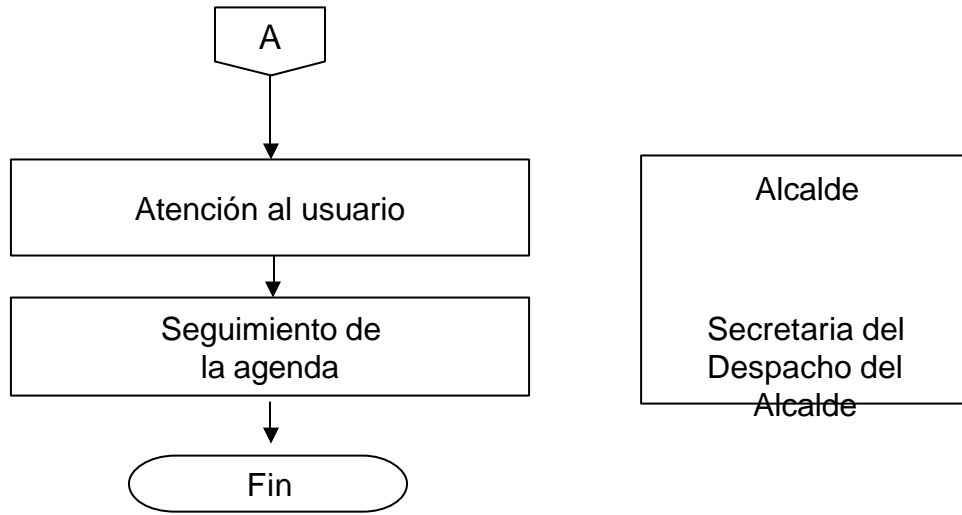 A
Atención al usuario
Alcalde
Seguimiento de
la agenda
Secretaria del
Despacho del
Alcalde
Fin